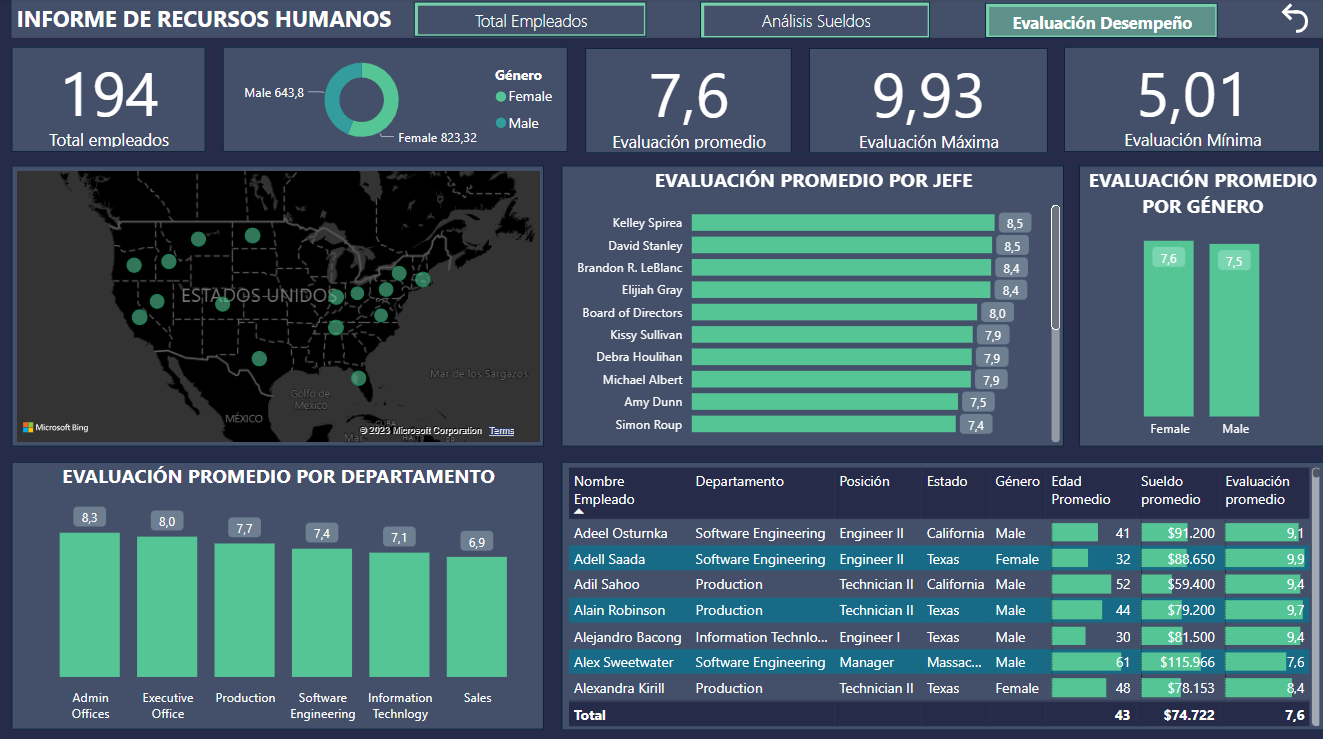 INFORME DE RECURSOS HUMANOS
Total Empleados
Análisis Sueldos
Evaluación Desempeño
194
Total empleados
Male 643,8
Female 823,32
Género
Female
Male
7,6
Evaluación promedio
9,93
Evaluación Máxima
5,01
Evaluación Mínima
ESTADOS UNIDOS
MÉXICO
Golfo de
México
Mar de los Sargazos
CUBA
HAITÍ
Mar
Microsoft Bing
© 2023 Microsoft Corporation Terms
EVALUACIÓN PROMEDIO POR JEFE
Kelley Spirea 8,5
David Stanley 8,5
Brandon R. LeBlanc 8,4
Elijiah Gray 8,4
Board of Directors 8,0
Kissy Sullivan 7,9
Debra Houlihan 7,9
Michael Albert 7,9
Amy Dunn 7,5
Simon Roup 7,4
EVALUACIÓN PROMEDIO
POR GÉNERO
7,6 7,5
Female Male
EVALUACIÓN PROMEDIO POR DEPARTAMENTO
8,3 8,0 7,7 7,4 7,1 6,9
Admin Executive Production Software Information Sales
Offices Office Engineering Technlogy
Nombre Departamento Posición Estado Género Edad Sueldo Evaluación
Empleado Promedio promedio promedio
Adeel Osturnka Software Engineering Engineer II California Male 41 $91.200 9,1
Adell Saada Software Engineering Engineer II Texas Female 32 $88.650 9,9
Adil Sahoo Production Technician II California Male 52 $59.400 9,4
Alain Robinson Production Technician II Texas Male 44 $79.200 9,7
Alejandro Bacong Information Technlo... Engineer I Texas Male 30 $81.500 9,4
Alex Sweetwater Software Engineering Manager Massac... Male 61 $115.966 7,6
Alexandra Kirill Production Technician II Texas Female 48 $78.153 8,4
Total 43 $74.722 7,6